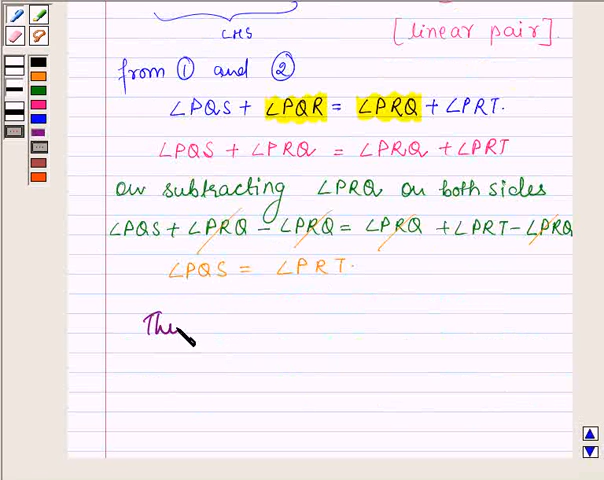 LHS
[linear pair].
from ① and ②
∠PQS + ∠PQR = ∠PRQ + ∠PRT.
∠PQS + ∠PRQ = ∠PRQ + ∠PRT
on subtracting ∠PRQ on both sides
∠PQS + ∠PRQ - ∠PRQ = ∠PRQ + ∠PRT - ∠PRQ
∠PQS = ∠PRT.
The